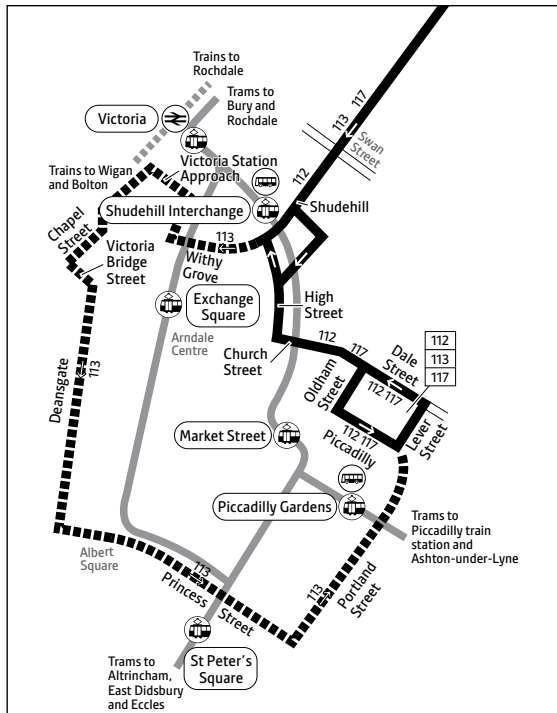 Trains to
Rochdale
Trams to
Bury and
Rochdale
Victoria
113 117
Swan
Street
Trains to Wigan
and Bolton
Victoria Station
Approach
112
Shudehill Interchange
Shudehill
Chapel
Street
113
Withy
Grove
Victoria
Bridge
Street
Exchange
Square
High
Street
Arndale
Centre
Church
Street
112
117
Dale
Street
112
113
117
Deansgate
113
Oldham
Street
112 117
Market Street
112 117
Piccadilly
Lever
Street
Piccadilly Gardens
Trams to
Piccadilly train
station and
Ashton-under-Lyne
Albert
Square
113
Princess
Street
113
Portland
Street
St Peter's
Square
Trams to
Altrincham,
East Didsbury
and Eccles